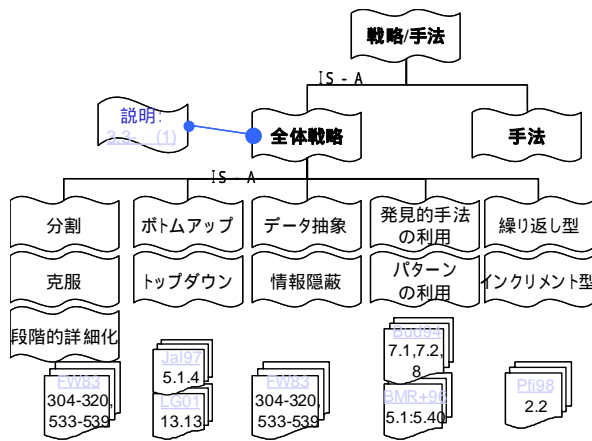 戦略/手法
IS - A
説明:
3.3- (1)
全体戦略
手法
IS - A
分割
ボトムアップ
データ抽象
発見的手法
の利用
繰り返し型
克服
トップダウン
情報隠蔽
パターン
の利用
インクリメント型
段階的詳細化
FW83
304-320,
533-539
Jal97
5.1.4
LG01
13.13
FW83
304-320,
533-539
Bud94
7.1,7.2,
8
BMR+96
5.1:5.40
Pfl98
2.2